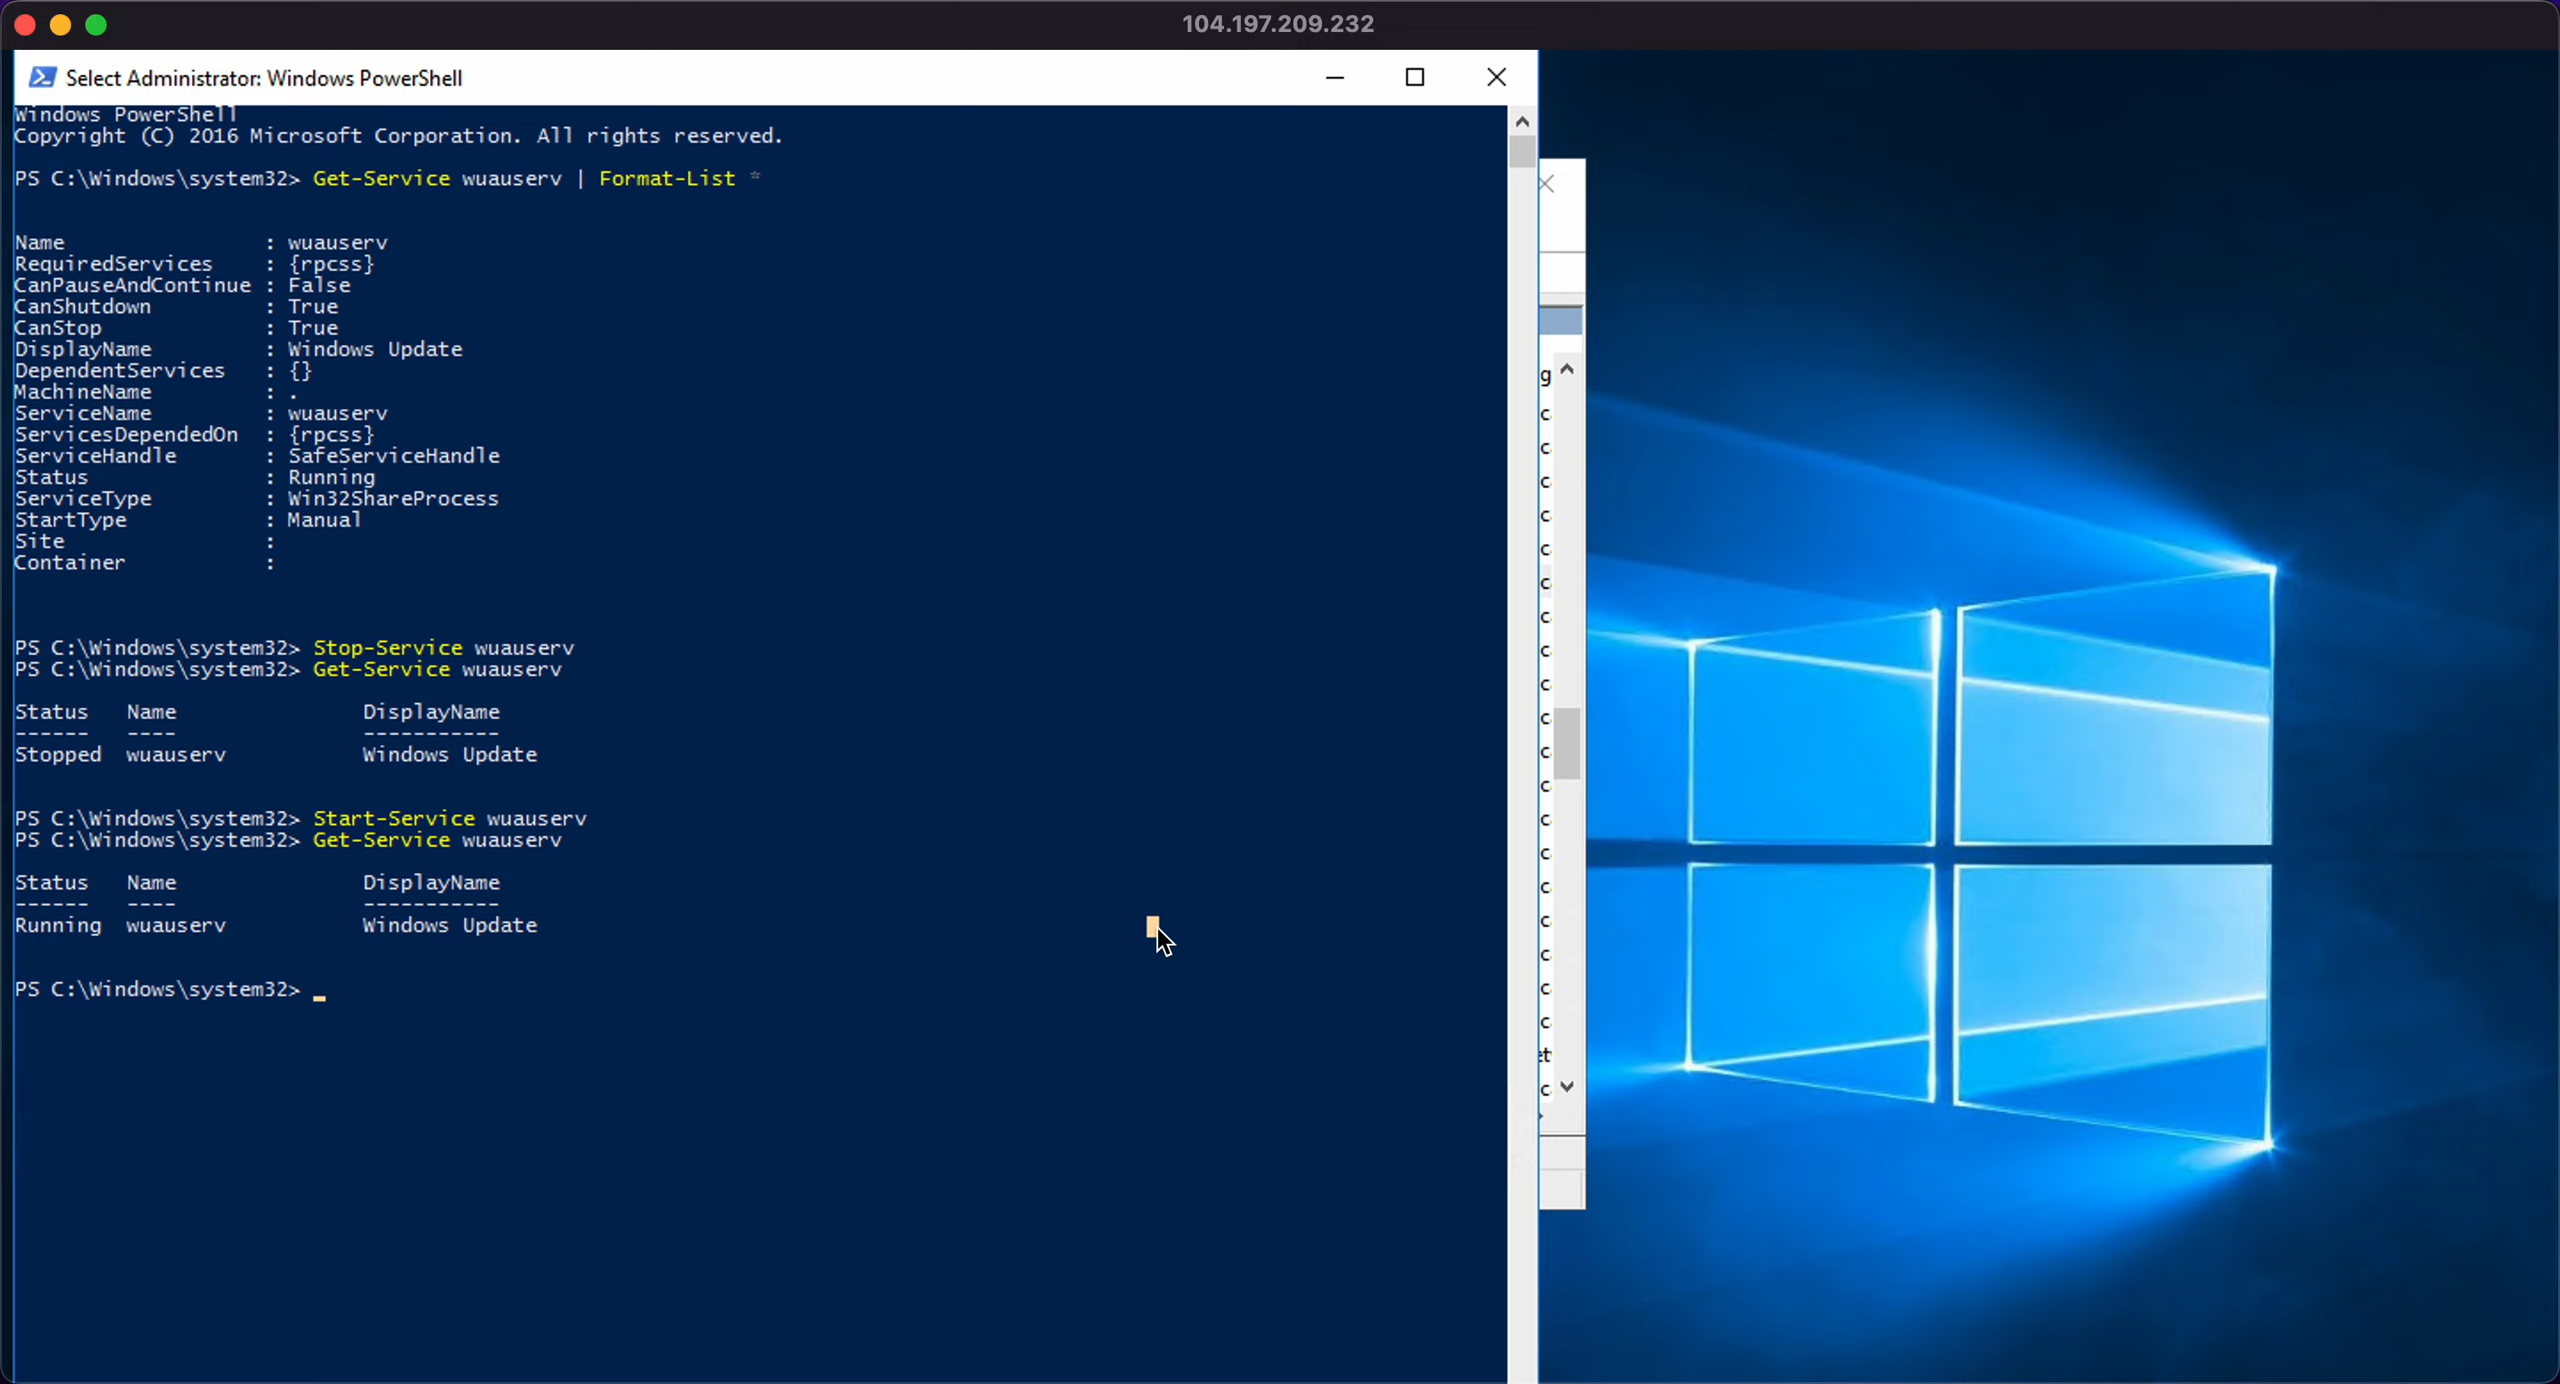 104.197.209.232
Select Administrator: Windows PowerShell
Windows PowerShell
Copyright (C) 2016 Microsoft Corporation. All rights reserved.
PS C:\Windows\system32> Get-Service wuauserv | Format-List *
Name                : wuauserv
RequiredServices    : {rpcss}
CanPauseAndContinue : False
CanShutdown         : True
CanStop             : True
DisplayName         : Windows Update
DependentServices   : {}
MachineName         : .
ServiceName         : wuauserv
ServicesDependedOn  : {rpcss}
ServiceHandle       : SafeServiceHandle
Status              : Running
ServiceType         : Win32ShareProcess
StartType           : Manual
Site                :
Container           :
PS C:\Windows\system32> Stop-Service wuauserv
PS C:\Windows\system32> Get-Service wuauserv
Status   Name               DisplayName
------   ----               -----------
Stopped  wuauserv           Windows Update
PS C:\Windows\system32> Start-Service wuauserv
PS C:\Windows\system32> Get-Service wuauserv
Status   Name               DisplayName
------   ----               -----------
Running  wuauserv           Windows Update
PS C:\Windows\system32>